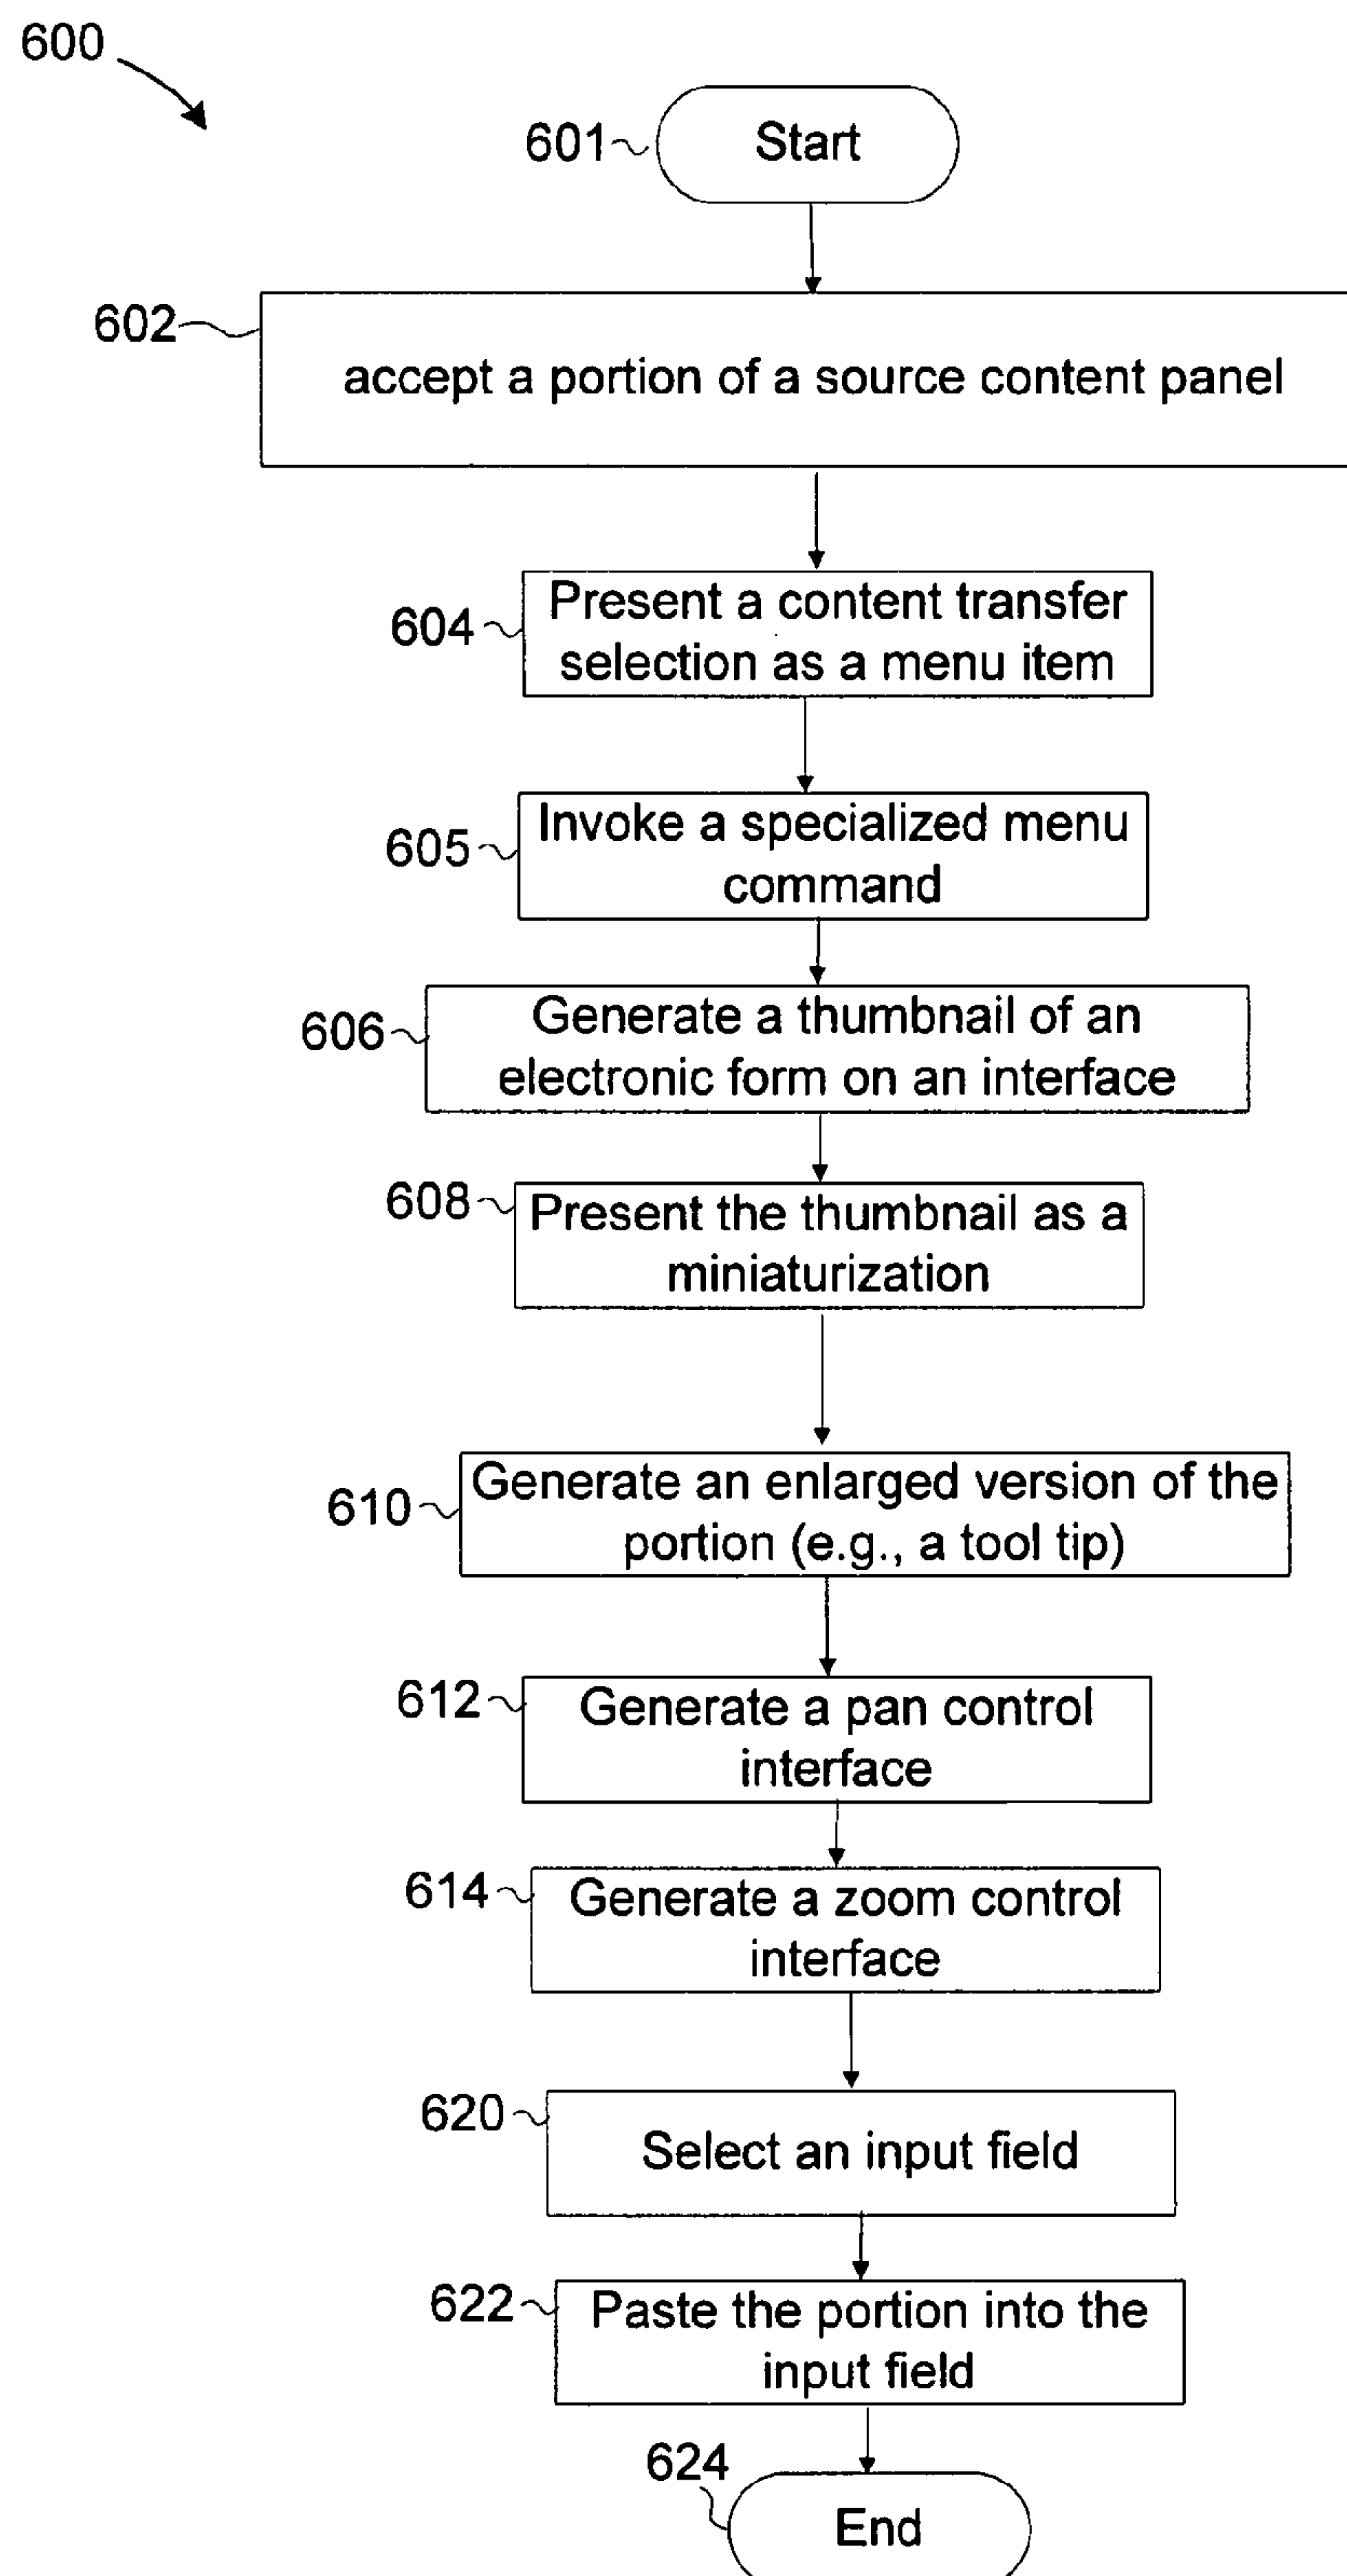 600
601
Start
602
accept a portion of a source content panel
604
Present a content transfer
selection as a menu item
605
Invoke a specialized menu
command
606
Generate a thumbnail of an
electronic form on an interface
608
Present the thumbnail as a
miniaturization
610
Generate an enlarged version of the
portion (e.g., a tool tip)
612
Generate a pan control
interface
614
Generate a zoom control
interface
620
Select an input field
622
Paste the portion into the
input field
624
End